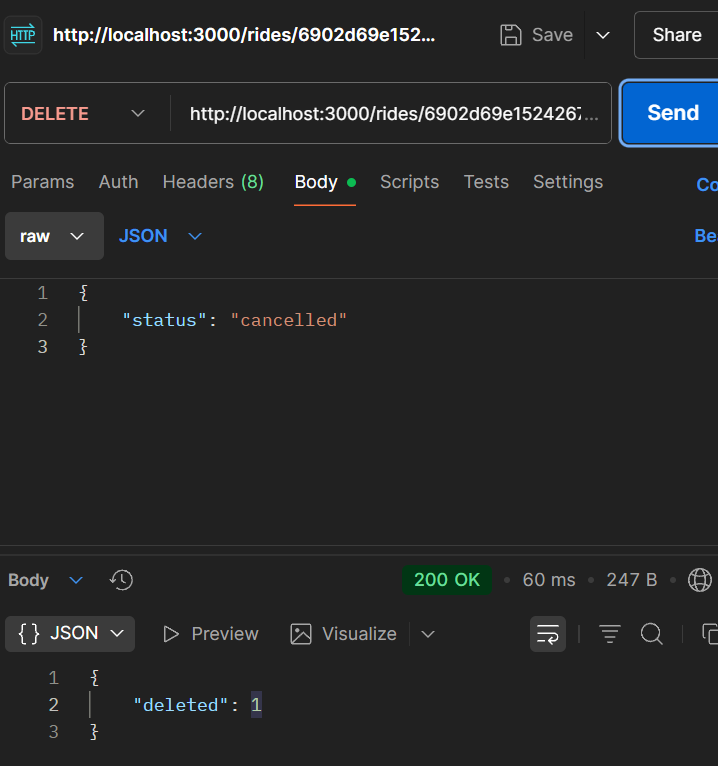 HTTP http://localhost:3000/rides/6902d69e152... Save Share
DELETE http://localhost:3000/rides/6902d69e1524267... Send
Params Auth Headers (8) Body Scripts Tests Settings Co
raw JSON Be
1 {
2 "status": "cancelled"
3 }
Body 200 OK • 60 ms • 247 B •
{} JSON Preview Visualize
1 {
2 "deleted": 1
3 }